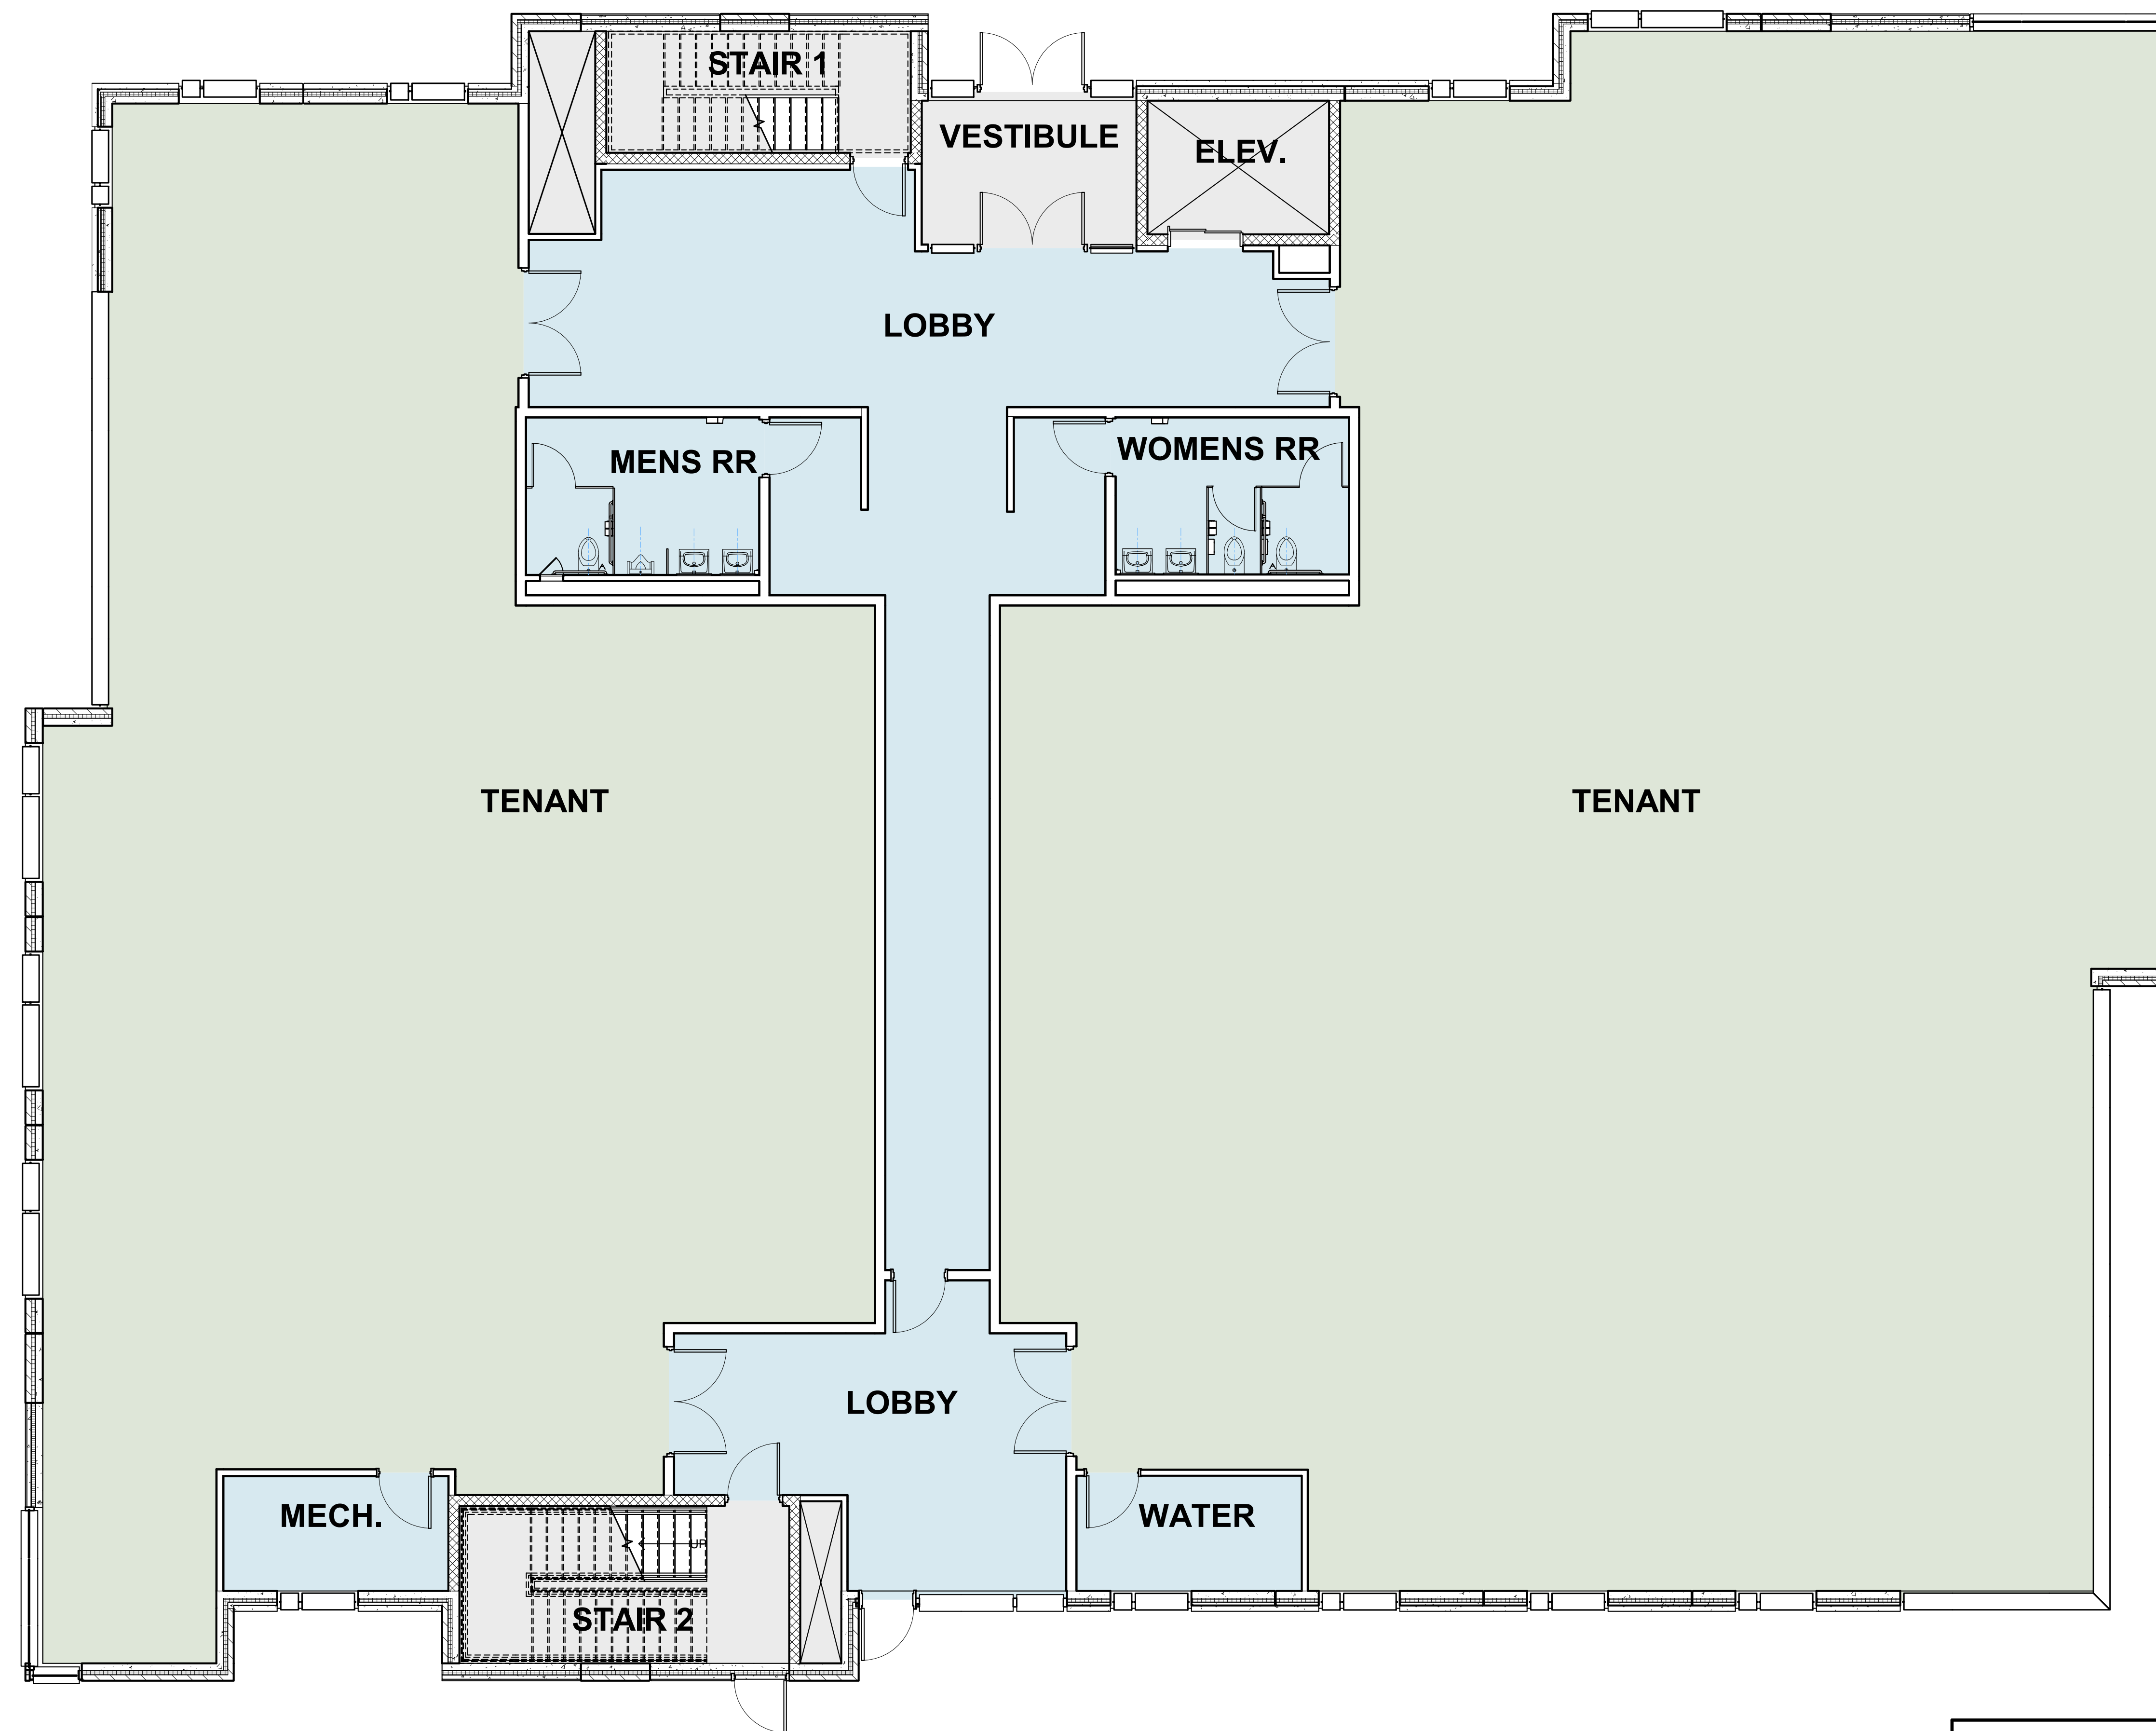 STAIR 1
VESTIBULE
ELEV.
LOBBY
MENS RR
WOMENS RR
TENANT
TENANT
LOBBY
MECH.
UP
WATER
STAIR 2